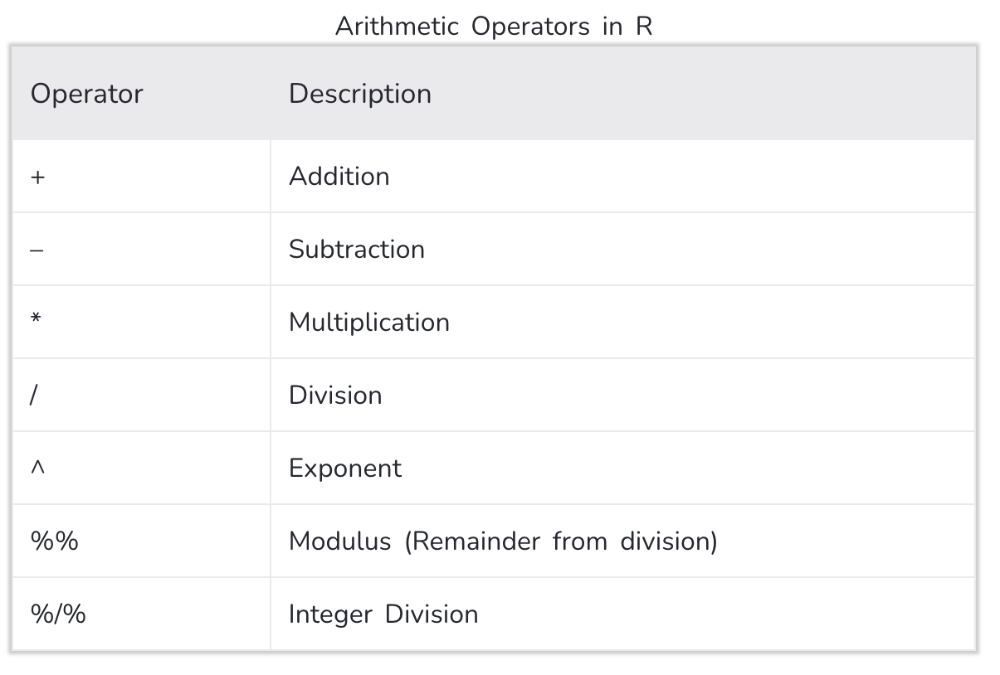 Arithmetic Operators in R
Operator Description
+ Addition
– Subtraction
* Multiplication
/ Division
^ Exponent
%% Modulus (Remainder from division)
%/% Integer Division